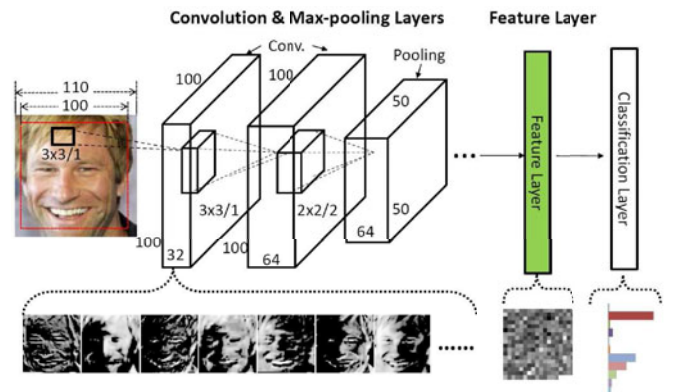 Convolution & Max-pooling Layers
Feature Layer
Conv.
Pooling
110
100
3x3/1
100
100
32
3x3/1
100
100
64
2x2/2
50
50
64
Feature Layer
Classification Layer